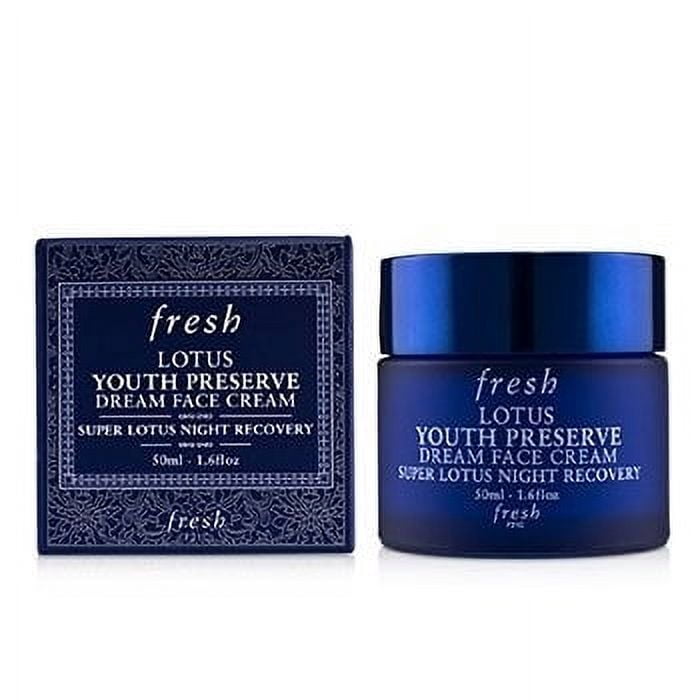 fresh
LOTUS
YOUTH PRESERVE
DREAM FACE CREAM
SUPER LOTUS NIGHT RECOVERY
50ml · 1.6floz
fresh
fresh
LOTUS
YOUTH PRESERVE
DREAM FACE CREAM
SUPER LOTUS NIGHT RECOVERY
50ml · 1.6floz
fresh